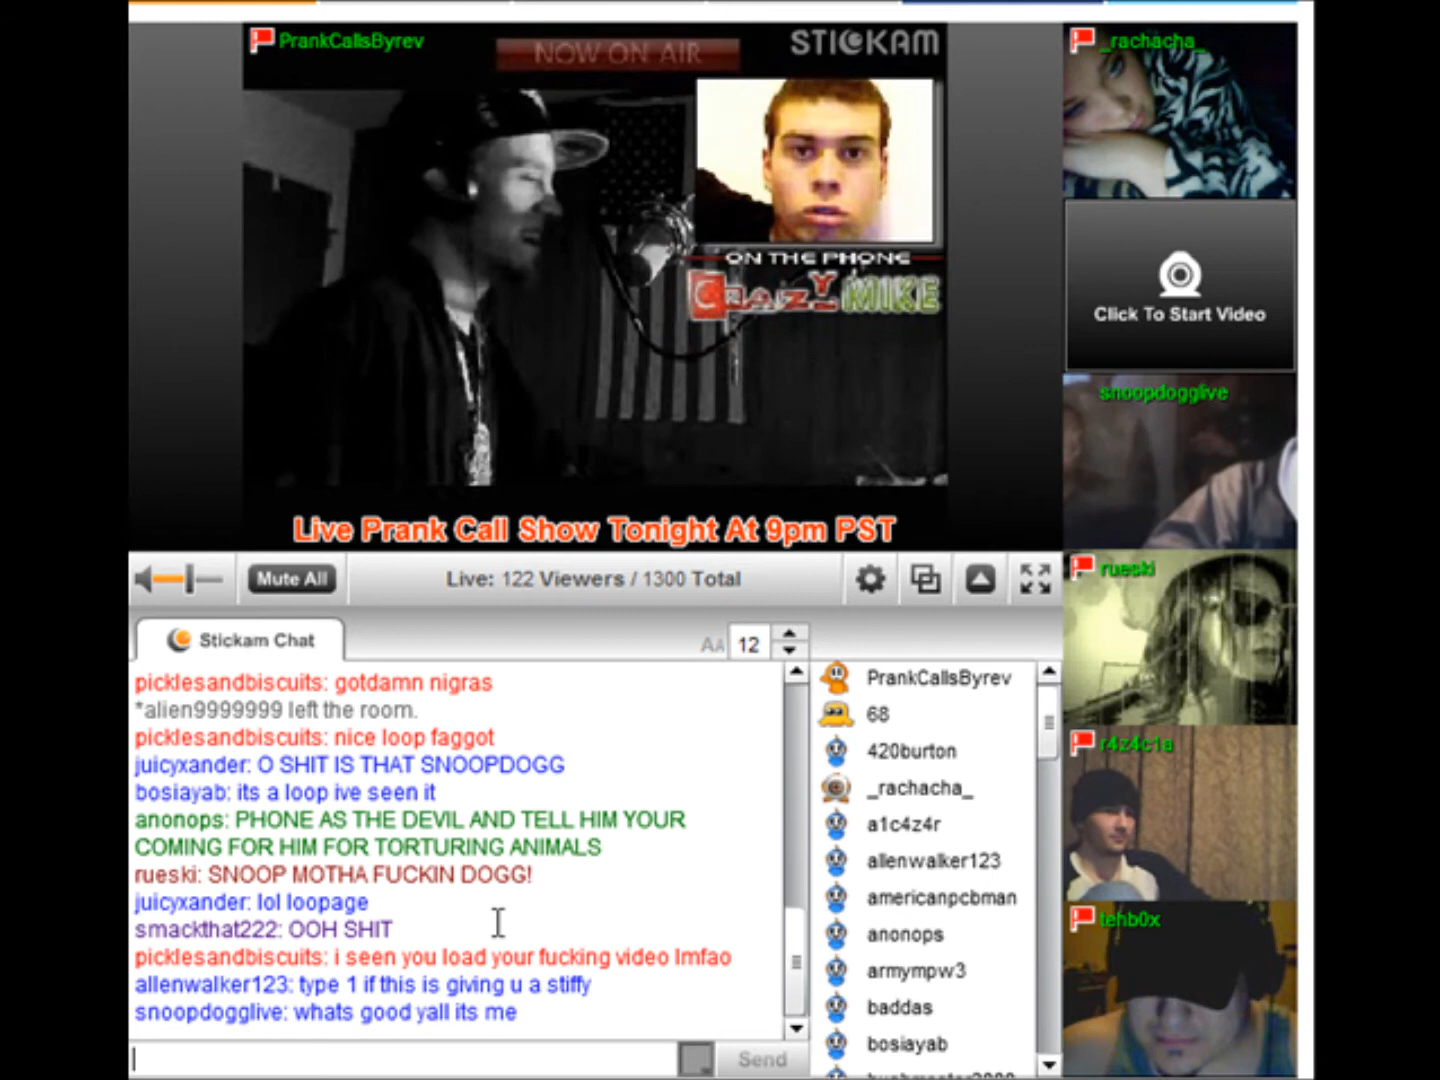 PrankCallsByrev
NOW ON AIR
STICKAM
ON THE PHONE
CRAZY MIKE
Live Prank Call Show Tonight At 9pm PST
_rachacha_
Click To Start Video
snoopdogglive
rueski
r4z4c1a
tehb0x
Mute All
Live: 122 Viewers / 1300 Total
Stickam Chat
AA 12
picklesandbiscuits: gotdamn nigras
*alien9999999 left the room.
picklesandbiscuits: nice loop faggot
juicyxander: O SHIT IS THAT SNOOPDOGG
bosiayab: its a loop ive seen it
anonops: PHONE AS THE DEVIL AND TELL HIM YOUR
COMING FOR HIM FOR TORTURING ANIMALS
rueski: SNOOP MOTHA FUCKIN DOGG!
juicyxander: lol loopage
smackthat222: OOH SHIT
picklesandbiscuits: i seen you load your fucking video lmfao
allenwalker123: type 1 if this is giving u a stiffy
snoopdogglive: whats good yall its me
Send
PrankCallsByrev
68
420burton
_rachacha_
a1c4z4r
allenwalker123
americanpcbman
anonops
armympw3
baddas
bosiayab